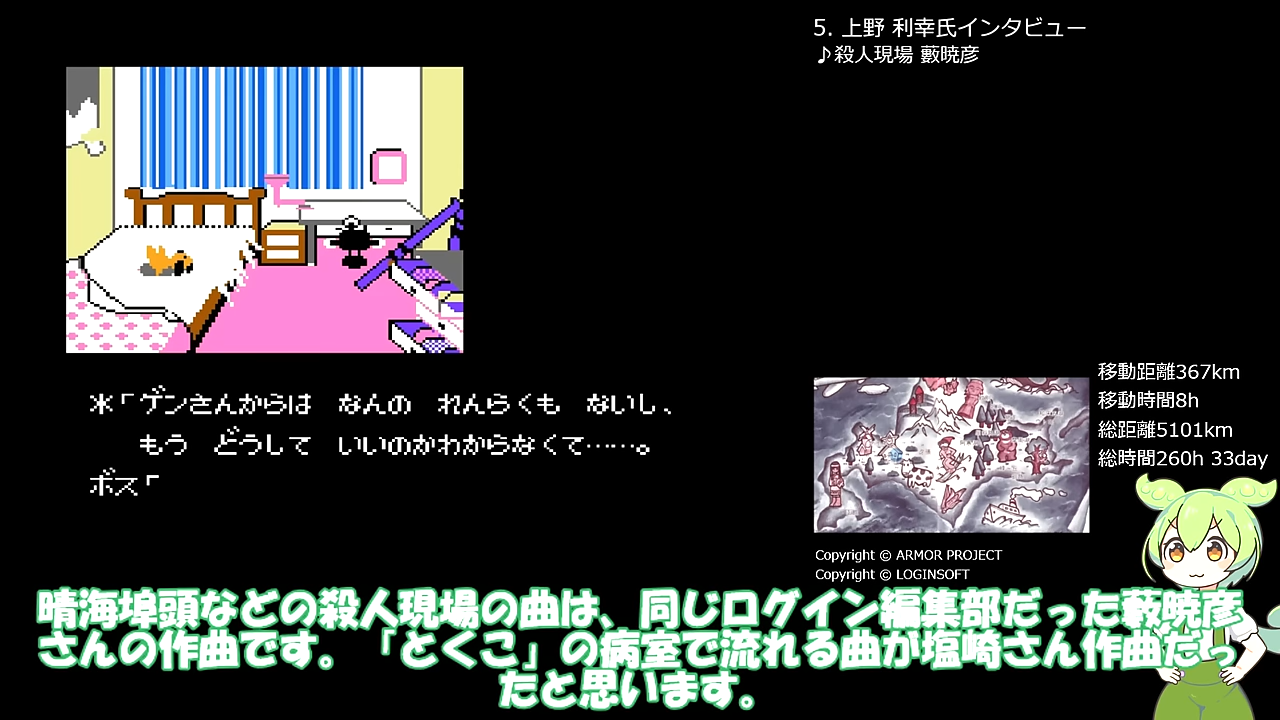 5. 上野 利幸氏インタビュー
♪殺人現場 藪暁彦
米「ゲンさんからは なんの れんらくも ないし、
もう どうして いいのかわからなくて……。
ボス「
移動距離367km
移動時間8h
総距離5101km
総時間260h 33day
Copyright © ARMOR PROJECT
Copyright © LOGINSOFT
晴海埠頭などの殺人現場の曲は、同じログイン編集部だった藪暁彦
さんの作曲です。「とくこ」の病室で流れる曲が塩崎さん作曲だっ
たと思います。